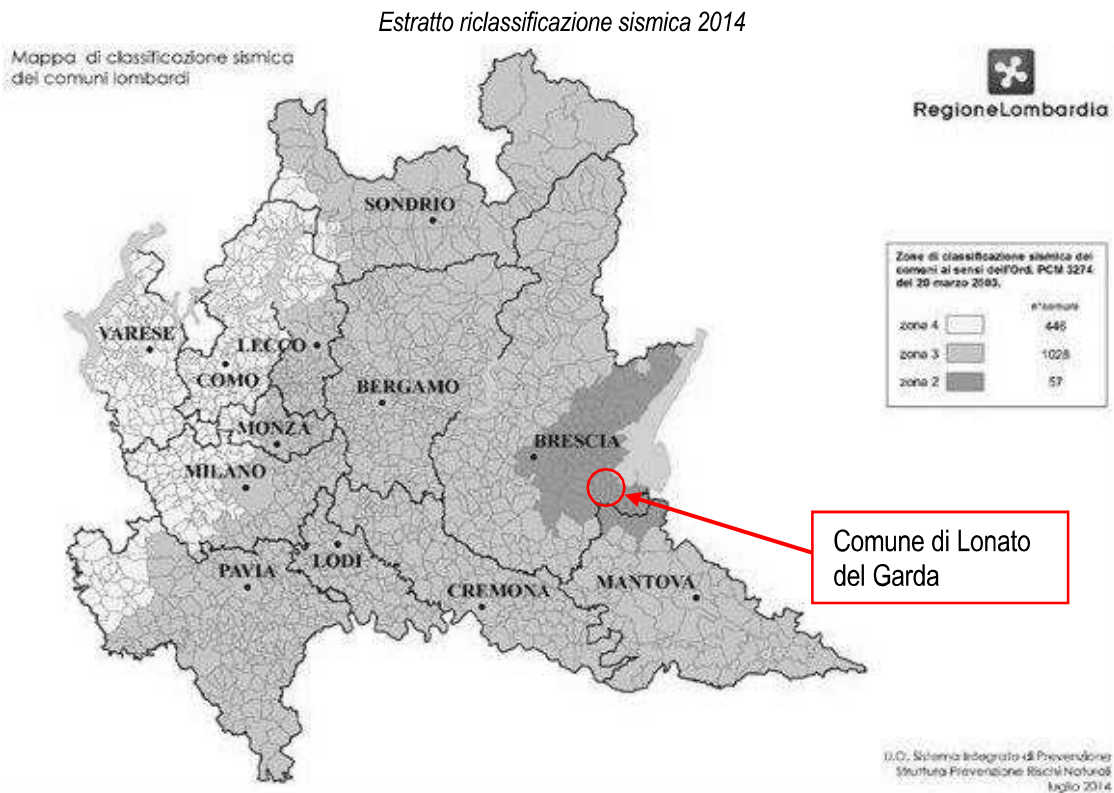 Estratto riclassificazione sismica 2014
Mappa di classificazione sismica
dei comuni lombardi
RegioneLombardia
SONDRIO
Zone di classificazione sismica dei
comuni ai sensi dell'Ord. PCM 3274
del 20 marzo 2003.
n°comuni
zona 4
446
zona 3
1028
zona 2
57
VARESE
LECCO
COMO
BERGAMO
MONZA
BRESCIA
MILANO
Comune di Lonato
del Garda
LODI
PAVIA
CREMONA
MANTOVA
U.O. Sistema Integrato di Prevenzione
Struttura Prevenzione Rischi Naturali
luglio 2014